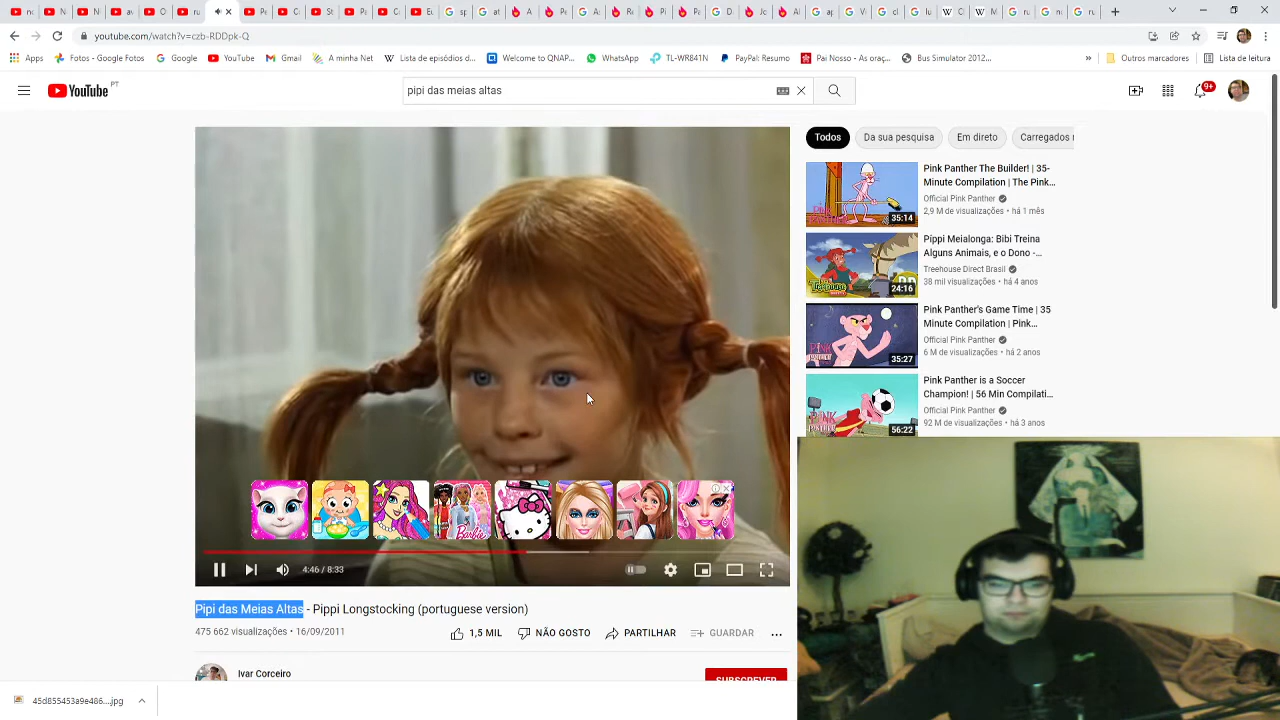 youtube.com/watch?v=czb-RDDpk-Q
Apps
Fotos - Google Fotos
Google
YouTube
Gmail
A minha Net
Lista de episódios d...
Welcome to QNAP...
WhatsApp
TL-WR841N
PayPal: Resumo
Pai Nosso - As oraç...
Bus Simulator 2012...
»
Outros marcadores
Lista de leitura
YouTube PT
pipi das meias altas
9+
Todos
Da sua pesquisa
Em direto
Carregados r
Pink Panther The Builder! | 35-
Minute Compilation | The Pink...
Official Pink Panther
2,9 M de visualizações • há 1 mês
35:14
Píppi Meialonga: Bibi Treina
Alguns Animais, e o Dono -...
Treehouse Direct Brasil
38 mil visualizações • há 4 anos
24:16
Pink Panther's Game Time | 35
Minute Compilation | Pink...
Official Pink Panther
6 M de visualizações • há 2 anos
35:27
Pink Panther is a Soccer
Champion! | 56 Min Compilati...
Official Pink Panther
92 M de visualizações • há 3 anos
56:22
Barbie
4:46 / 8:33
Pipi das Meias Altas - Pippi Longstocking (portuguese version)
475 662 visualizações • 16/09/2011
1,5 MIL
NÃO GOSTO
PARTILHAR
GUARDAR
Ivar Corceiro
SUBSCREVER
45d855453a9e486....jpg